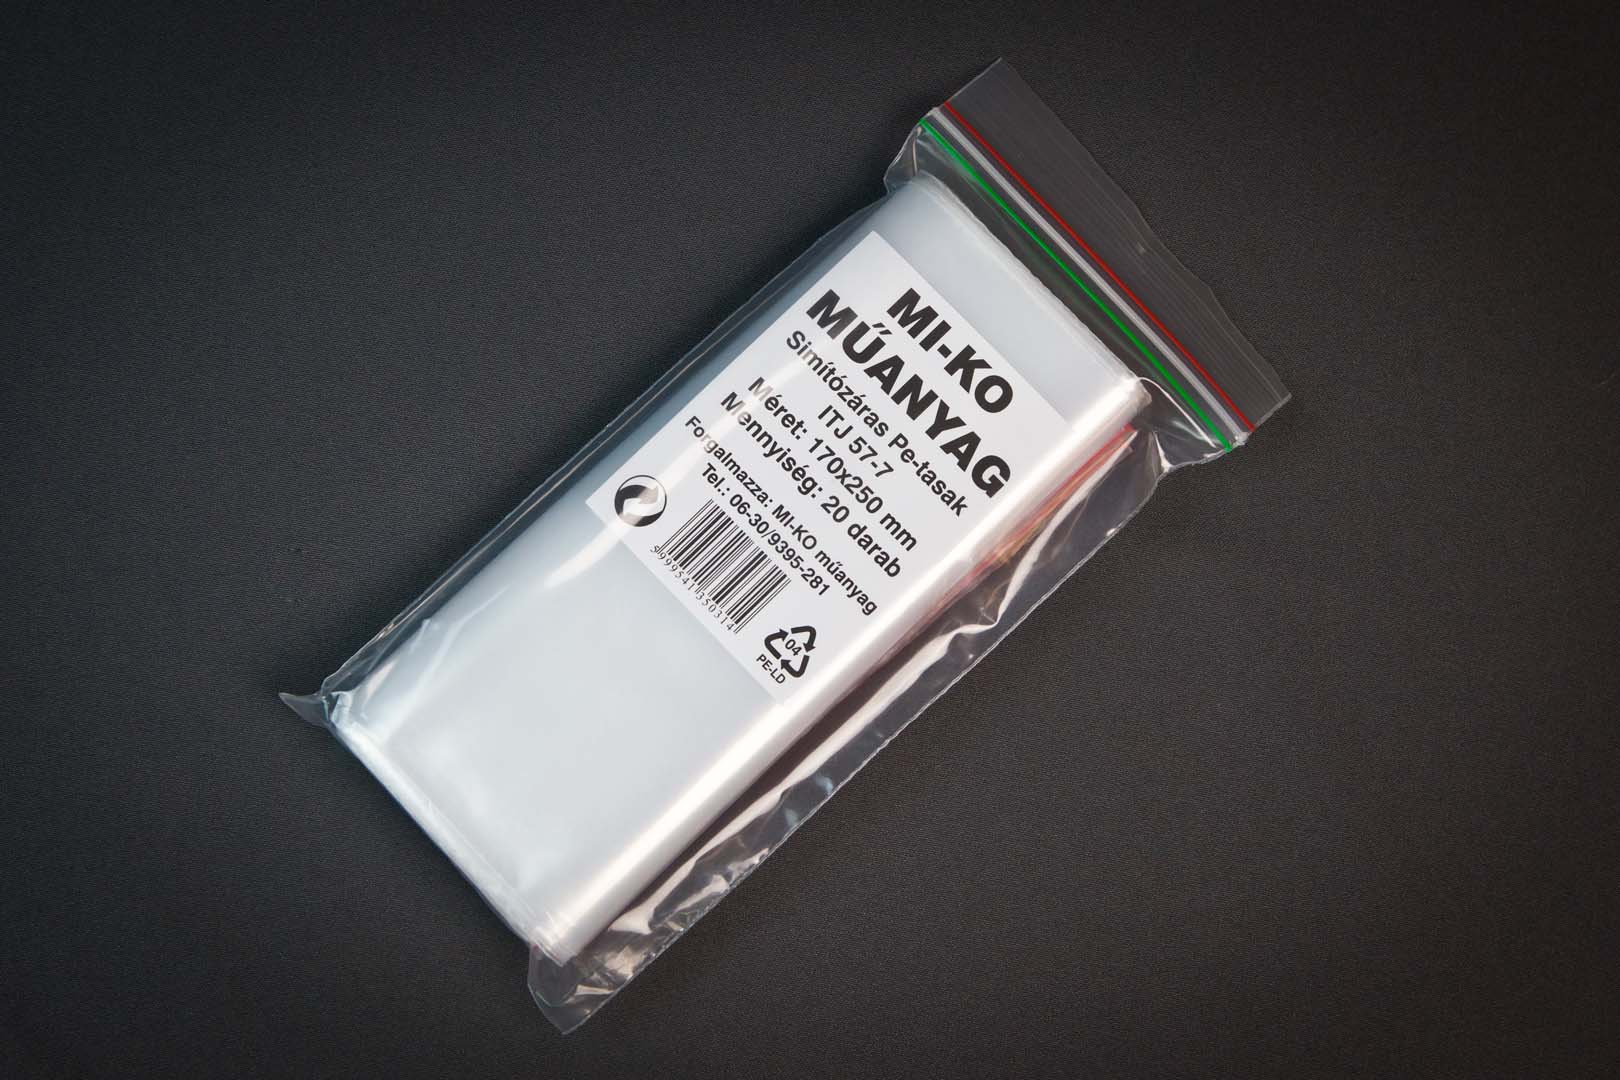 MI-KO
MŰANYAG
Simítózáras Pe-tasak
ITJ 57-7
Méret: 170x250 mm
Mennyiség: 20 darab
Forgalmazza: MI-KO műanyag
Tel.: 06-30/9395-281
5999541350314
04
PE-LD